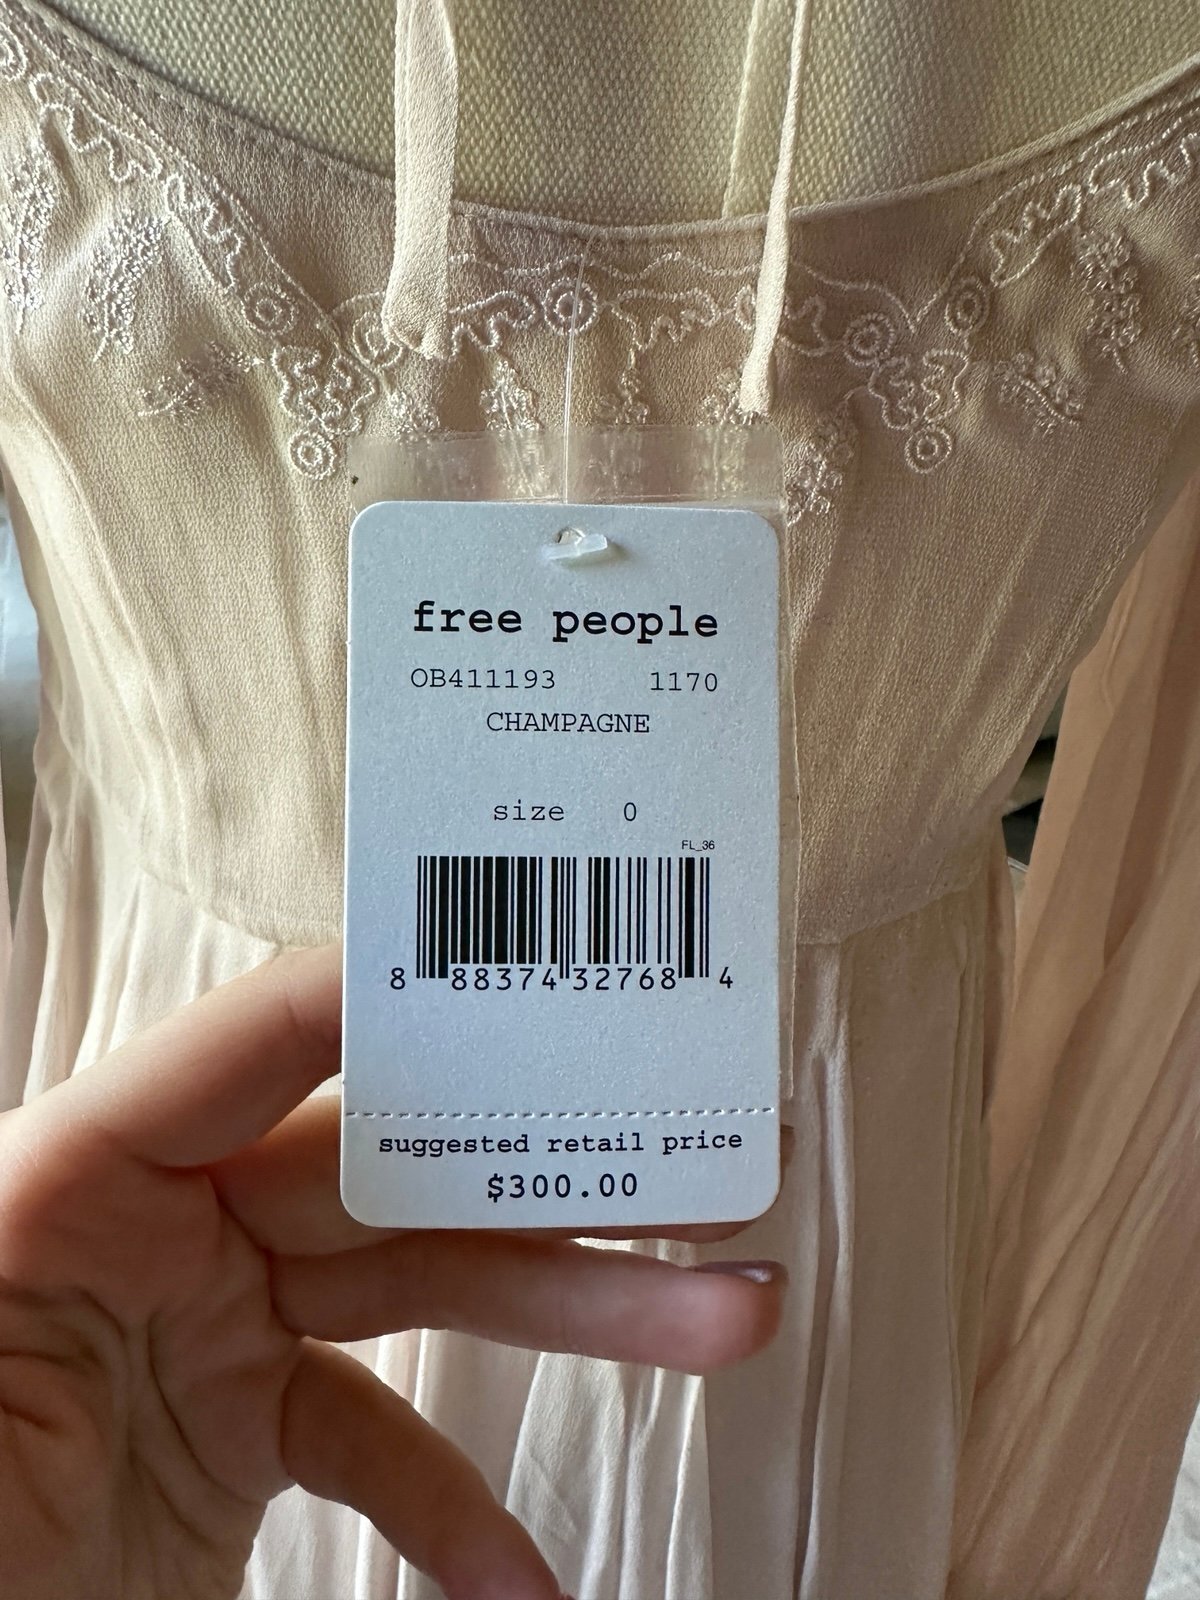 free people
OB411193 1170
CHAMPAGNE
size 0
FL_36
8 88374 32768 4
suggested retail price
$300.00